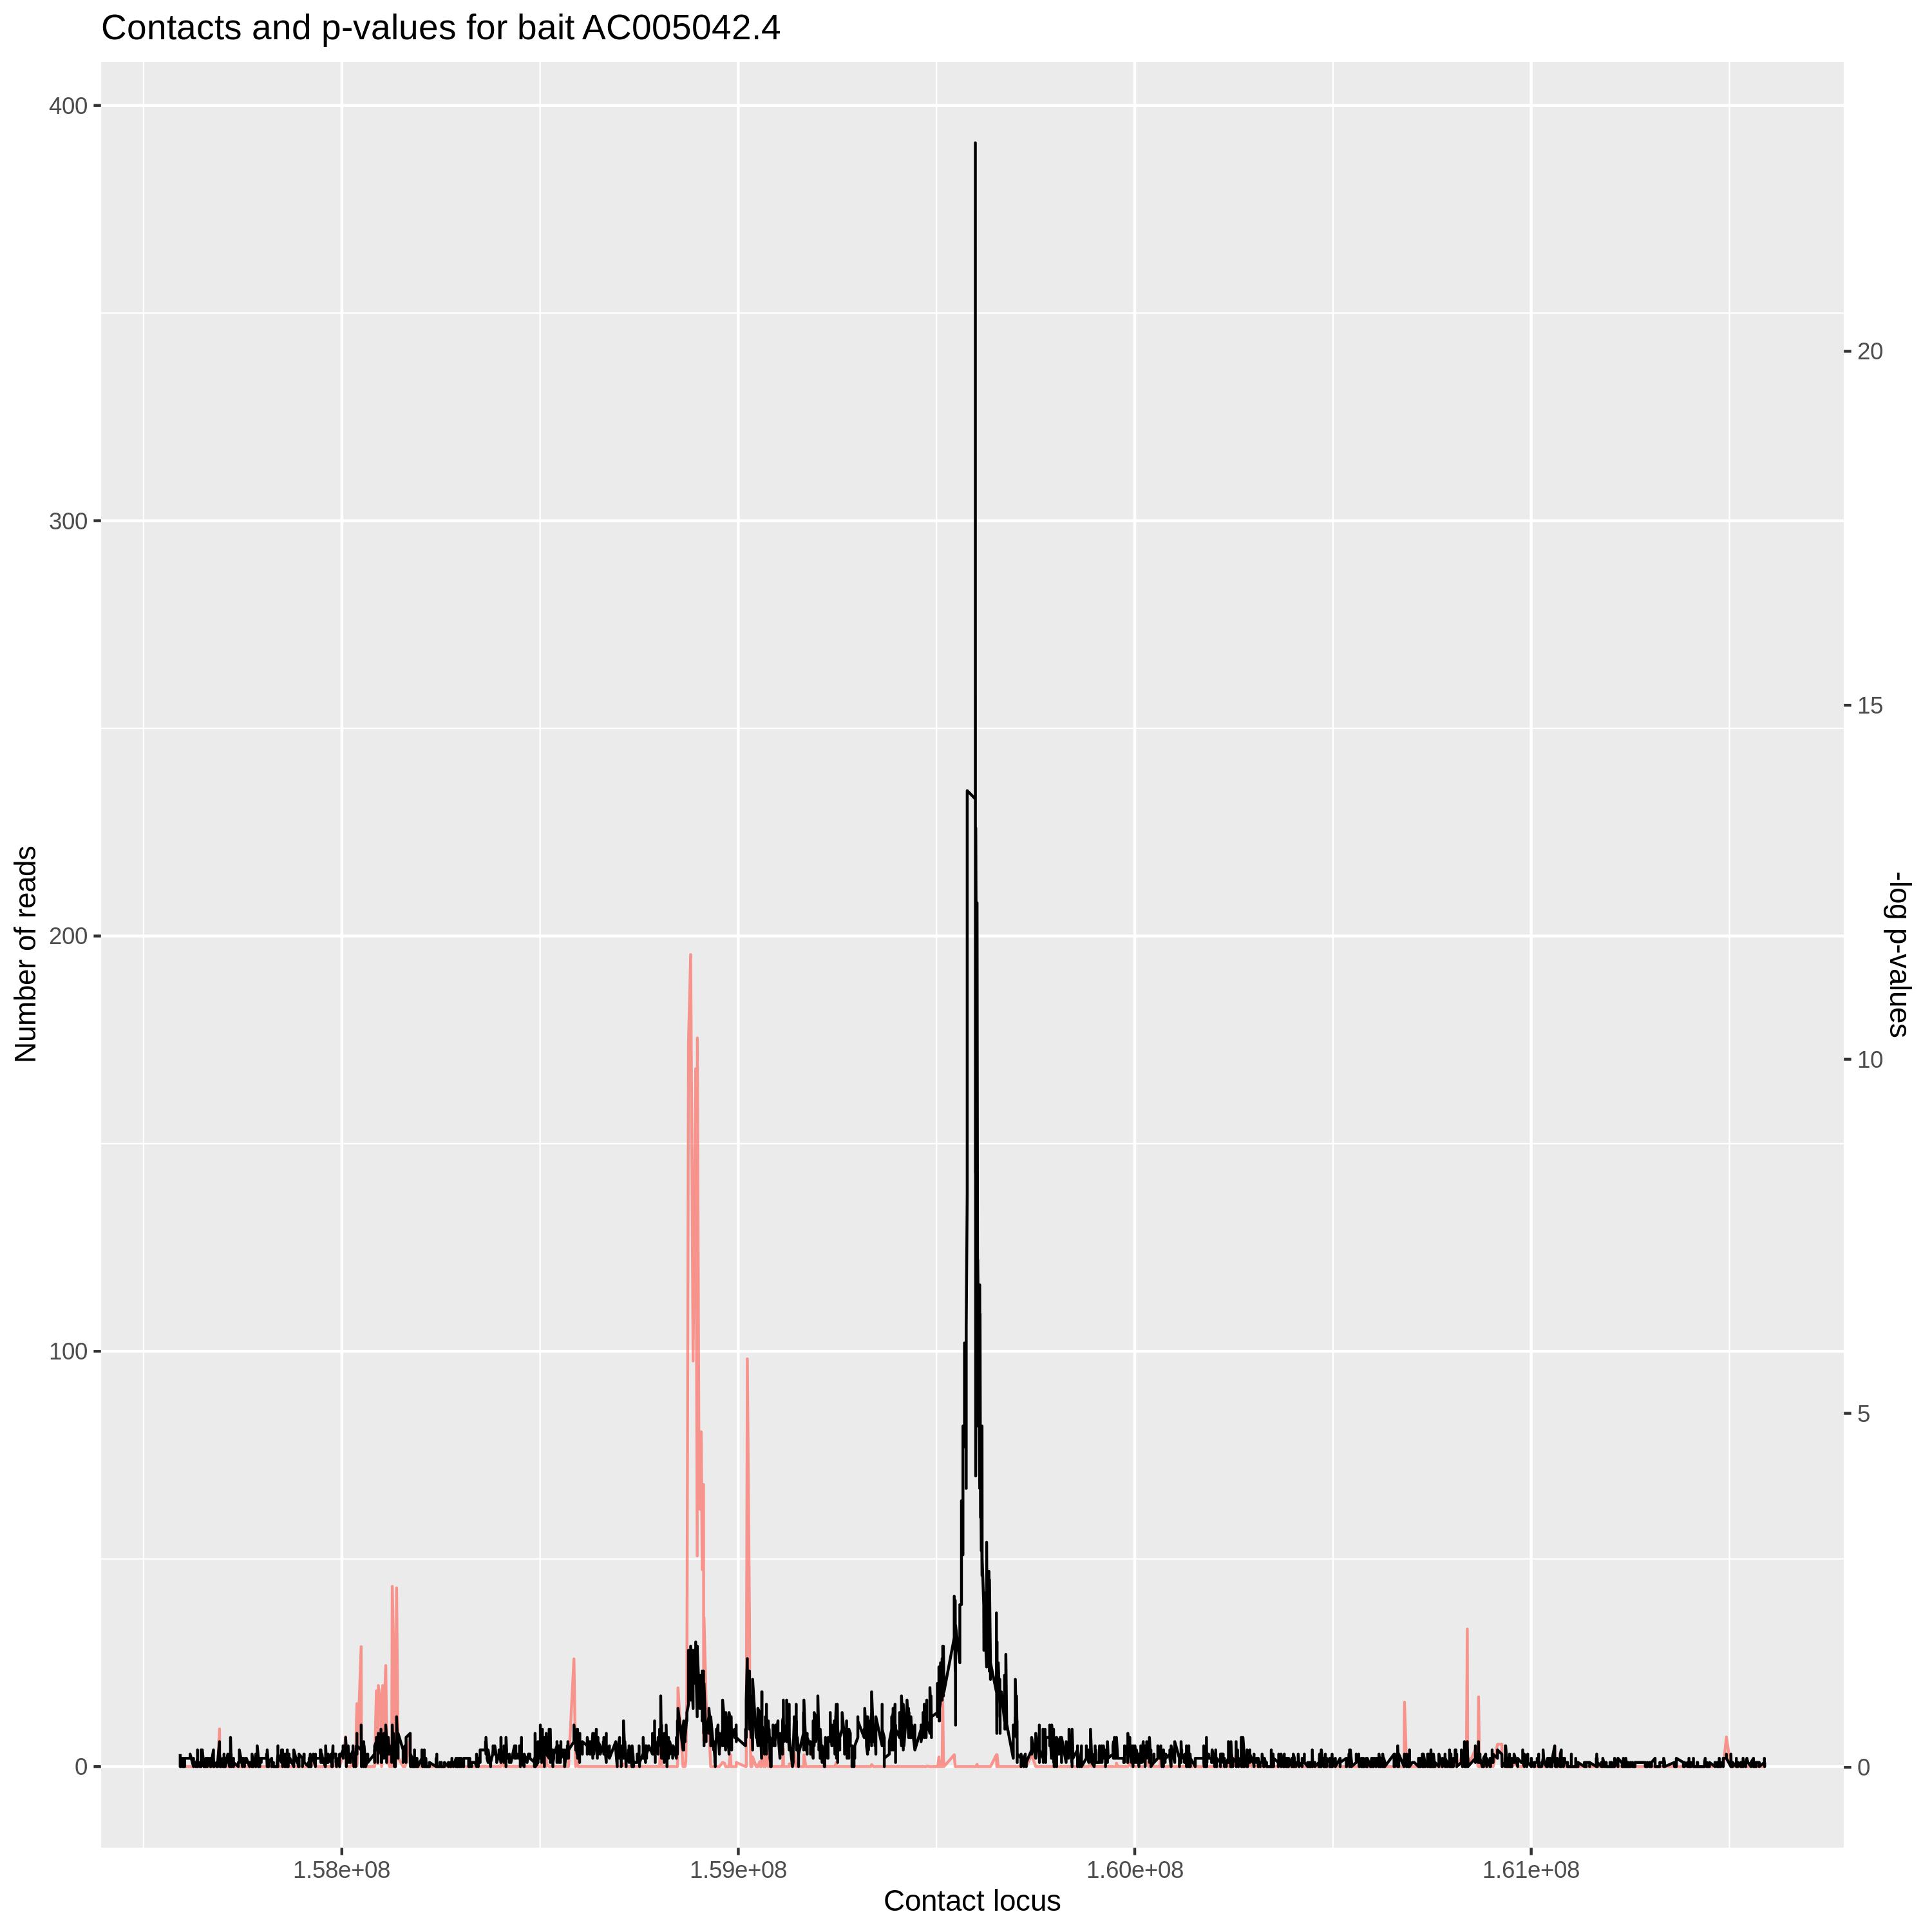 Contacts and p-values for bait AC005042.4
400
300
200
100
0
Number of reads
20
15
10
5
0
-log p-values
1.58e+08
1.59e+08
1.60e+08
1.61e+08
Contact locus